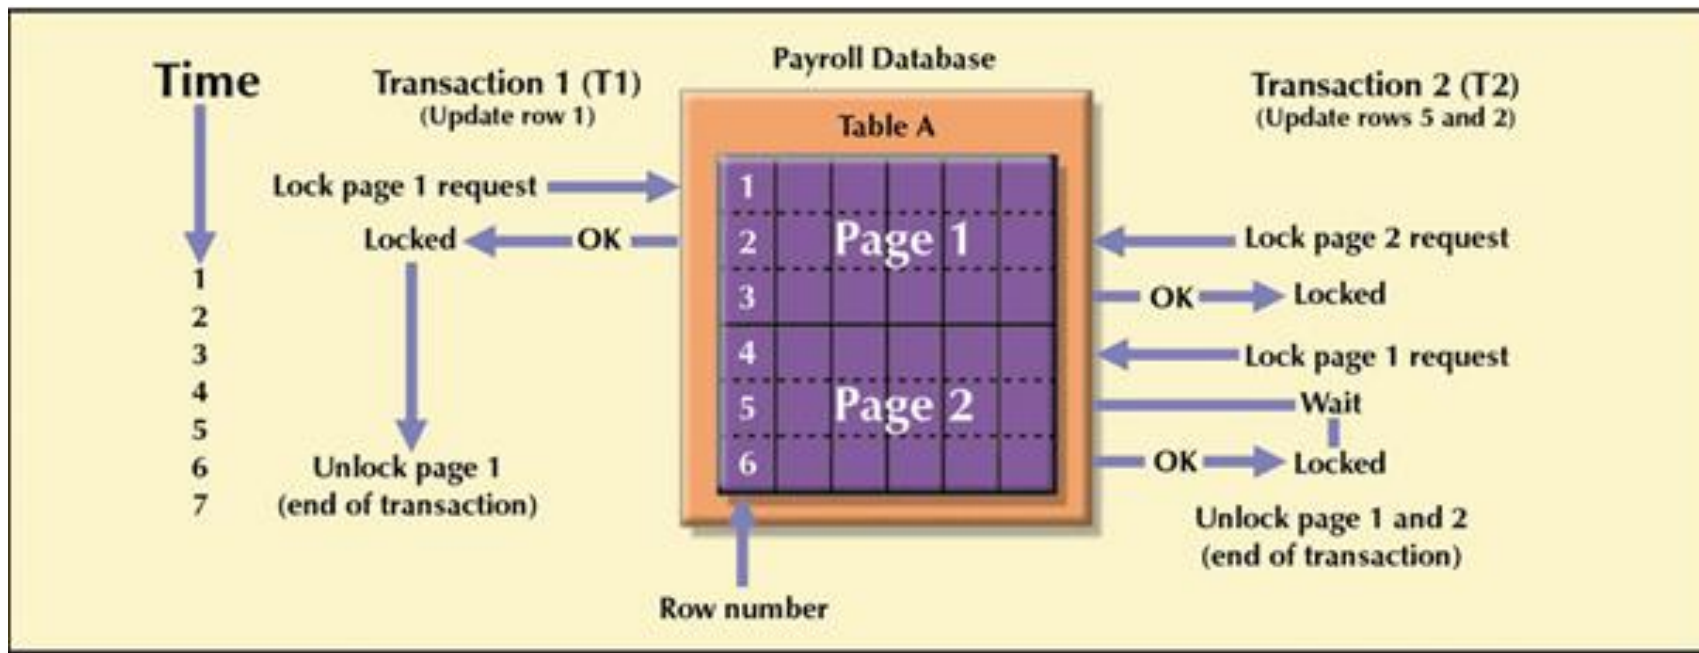 Payroll Database
Time
Transaction 1 (T1)
(Update row 1)
Table A
Transaction 2 (T2)
(Update rows 5 and 2)
Lock page 1 request
Locked
OK
Unlock page 1
(end of transaction)
1
2
3
4
5
6
7
1
2
3
4
5
6
Page 1
Page 2
Row number
Lock page 2 request
OK
Locked
Lock page 1 request
Wait
OK
Locked
Unlock page 1 and 2
(end of transaction)